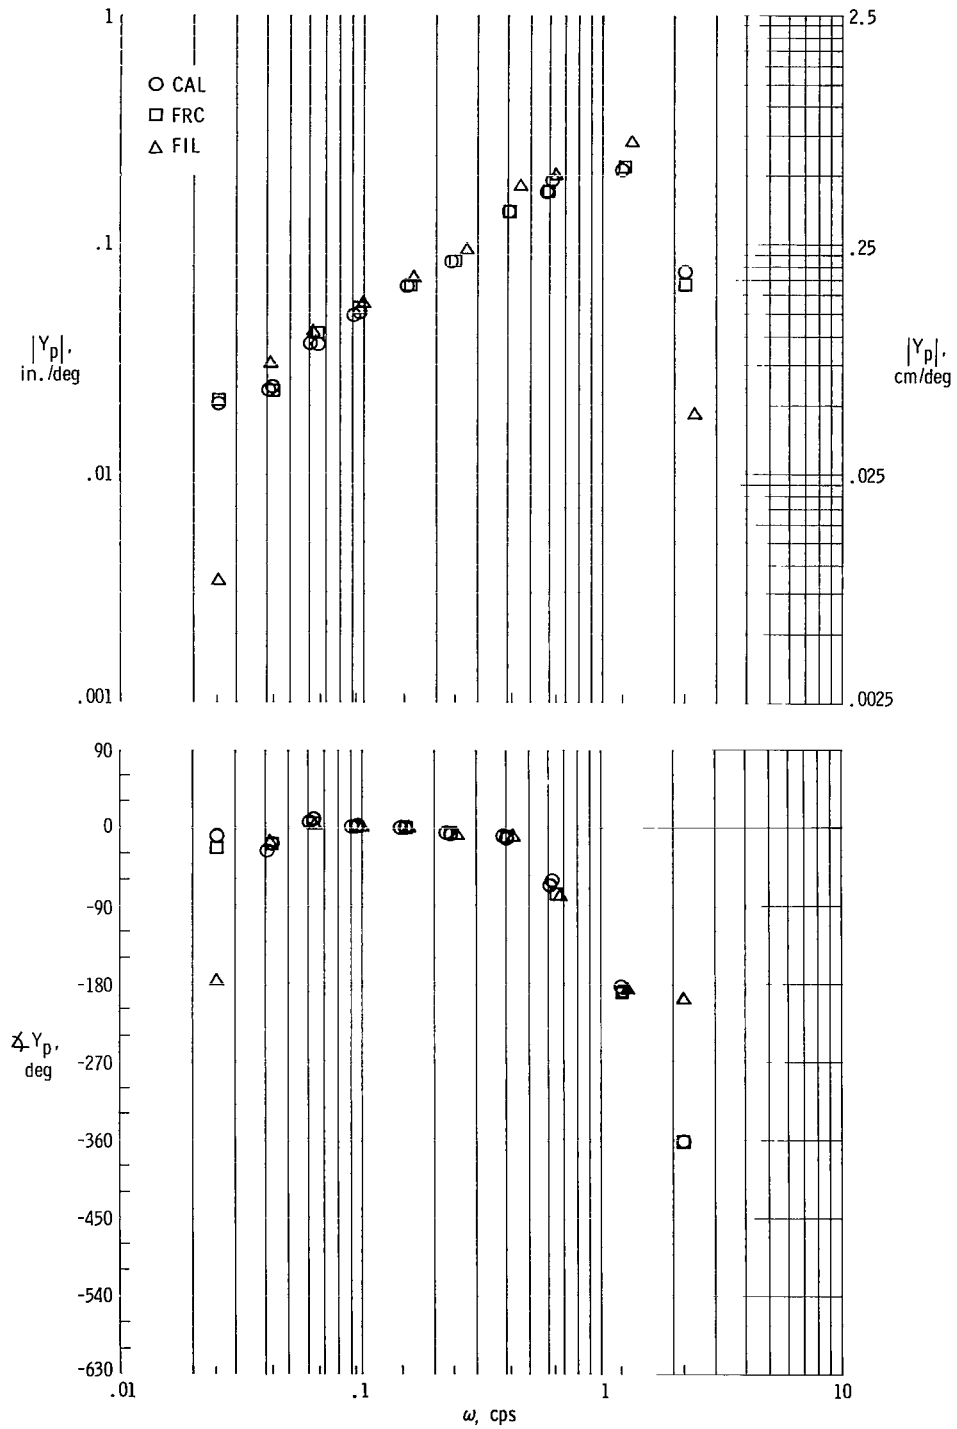 1
2.5
○ CAL
□ FRC
△ FIL
.1
.25
|Yp|,
in./deg
|Yp|,
cm/deg
.01
.025
.001
.0025
90
0
-90
-180
∡ Yp,
deg
-270
-360
-450
-540
-630
.01
.1
1
10
ω, cps